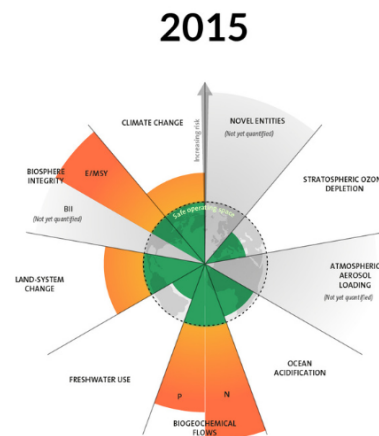 2015
CLIMATE CHANGE
Increasing risk
NOVEL ENTITIES
(Not yet quantified)
STRATOSPHERIC OZON
DEPLETION
ATMOSPHERIC
AEROSOL
LOADING
(Not yet quantified)
OCEAN
ACIDIFICATION
N
P
BIOGEOCHEMICAL
FLOWS
FRESHWATER USE
LAND-SYSTEM
CHANGE
BIOSPHERE
INTEGRITY
E/MSY
BII
(Not yet quantified)
Safe operating space